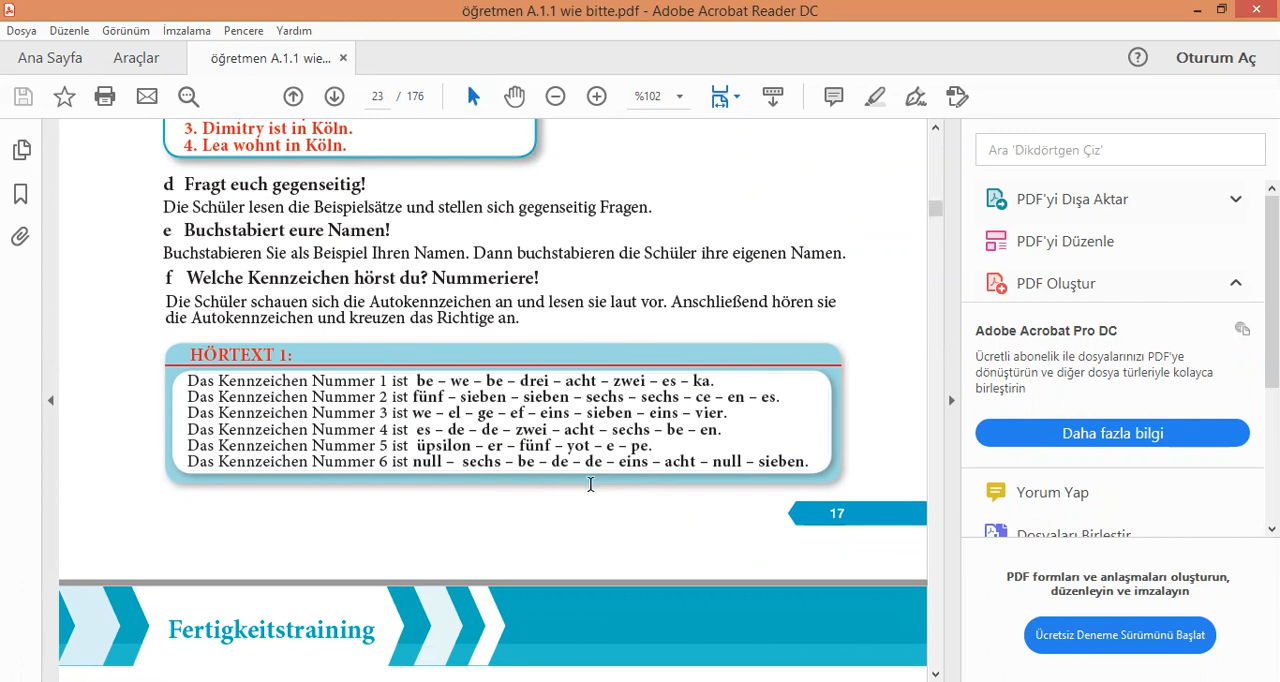 öğretmen A.1.1 wie bitte.pdf - Adobe Acrobat Reader DC
Dosya Düzenle Görünüm İmzalama Pencere Yardım
Ana Sayfa Araçlar öğretmen A.1.1 wie... × ? Oturum Aç
23 / 176 %102
3. Dimitry ist in Köln.
4. Lea wohnt in Köln.
d Fragt euch gegenseitig!
Die Schüler lesen die Beispielsätze und stellen sich gegenseitig Fragen.
e Buchstabiert eure Namen!
Buchstabieren Sie als Beispiel Ihren Namen. Dann buchstabieren die Schüler ihre eigenen Namen.
f Welche Kennzeichen hörst du? Nummeriere!
Die Schüler schauen sich die Autokennzeichen an und lesen sie laut vor. Anschließend hören sie
die Autokennzeichen und kreuzen das Richtige an.
HÖRTEXT 1:
Das Kennzeichen Nummer 1 ist be – we – be – drei – acht – zwei – es – ka.
Das Kennzeichen Nummer 2 ist fünf – sieben – sieben – sechs – sechs – ce – en – es.
Das Kennzeichen Nummer 3 ist we – el – ge – ef – eins – sieben – eins – vier.
Das Kennzeichen Nummer 4 ist es – de – de – zwei – acht – sechs – be – en.
Das Kennzeichen Nummer 5 ist üpsilon – er – fünf – yot – e – pe.
Das Kennzeichen Nummer 6 ist null – sechs – be – de – de – eins – acht – null – sieben.
17
Fertigkeitstraining
Ara 'Dikdörtgen Çiz'
PDF'yi Dışa Aktar
PDF'yi Düzenle
PDF Oluştur
Adobe Acrobat Pro DC
Ücretli abonelik ile dosyalarınızı PDF'ye
dönüştürün ve diğer dosya türleriyle kolayca
birleştirin
Daha fazla bilgi
Yorum Yap
Dosyaları Birleştir
PDF formları ve anlaşmaları oluşturun,
düzenleyin ve imzalayın
Ücretsiz Deneme Sürümünü Başlat